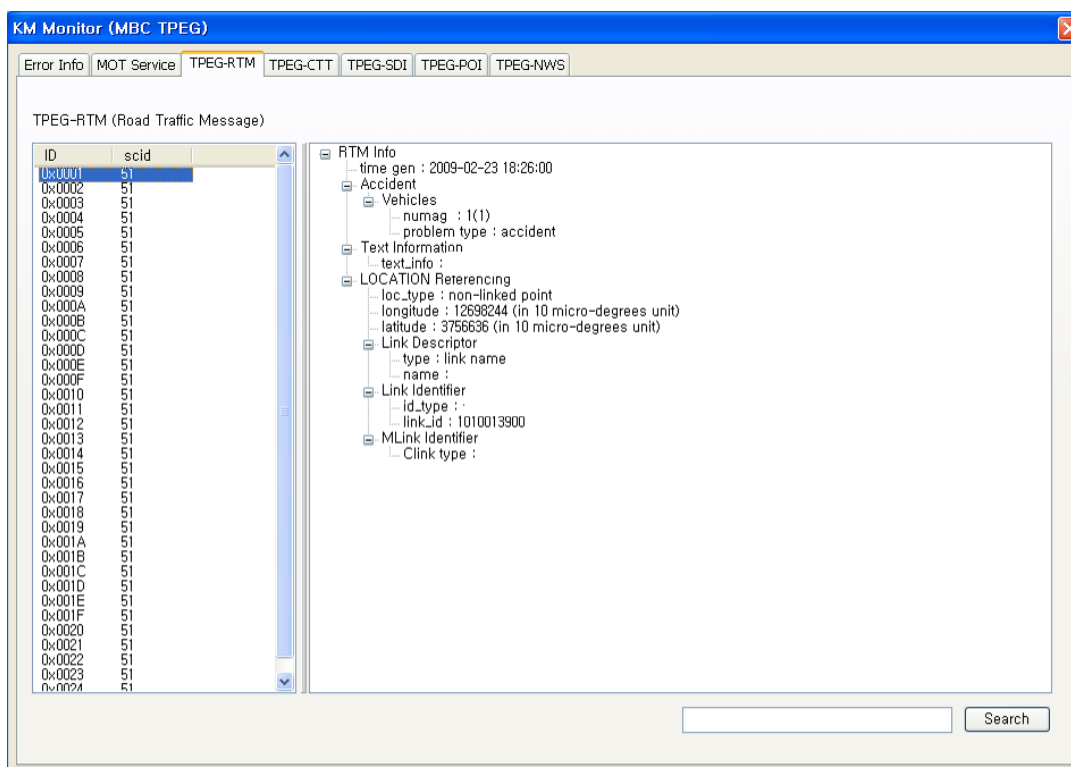 KM Monitor (MBC TPEG)
Error Info MOT Service TPEG-RTM TPEG-CTT TPEG-SDI TPEG-POI TPEG-NWS
TPEG-RTM (Road Traffic Message)
ID scid
0x0001 51
0x0002 51
0x0003 51
0x0004 51
0x0005 51
0x0006 51
0x0007 51
0x0008 51
0x0009 51
0x000A 51
0x000B 51
0x000C 51
0x000D 51
0x000E 51
0x000F 51
0x0010 51
0x0011 51
0x0012 51
0x0013 51
0x0014 51
0x0015 51
0x0016 51
0x0017 51
0x0018 51
0x0019 51
0x001A 51
0x001B 51
0x001C 51
0x001D 51
0x001E 51
0x001F 51
0x0020 51
0x0021 51
0x0022 51
0x0023 51
0x0024 51
RTM Info
time gen : 2009-02-23 18:26:00
Accident
Vehicles
numag : 1(1)
problem type : accident
Text Information
text_info :
LOCATION Referencing
loc_type : non-linked point
longitude : 12698244 (in 10 micro-degrees unit)
latitude : 3756636 (in 10 micro-degrees unit)
Link Descriptor
type : link name
name :
Link Identifier
id_type :
link_id : 1010013900
MLink Identifier
Clink type :
Search